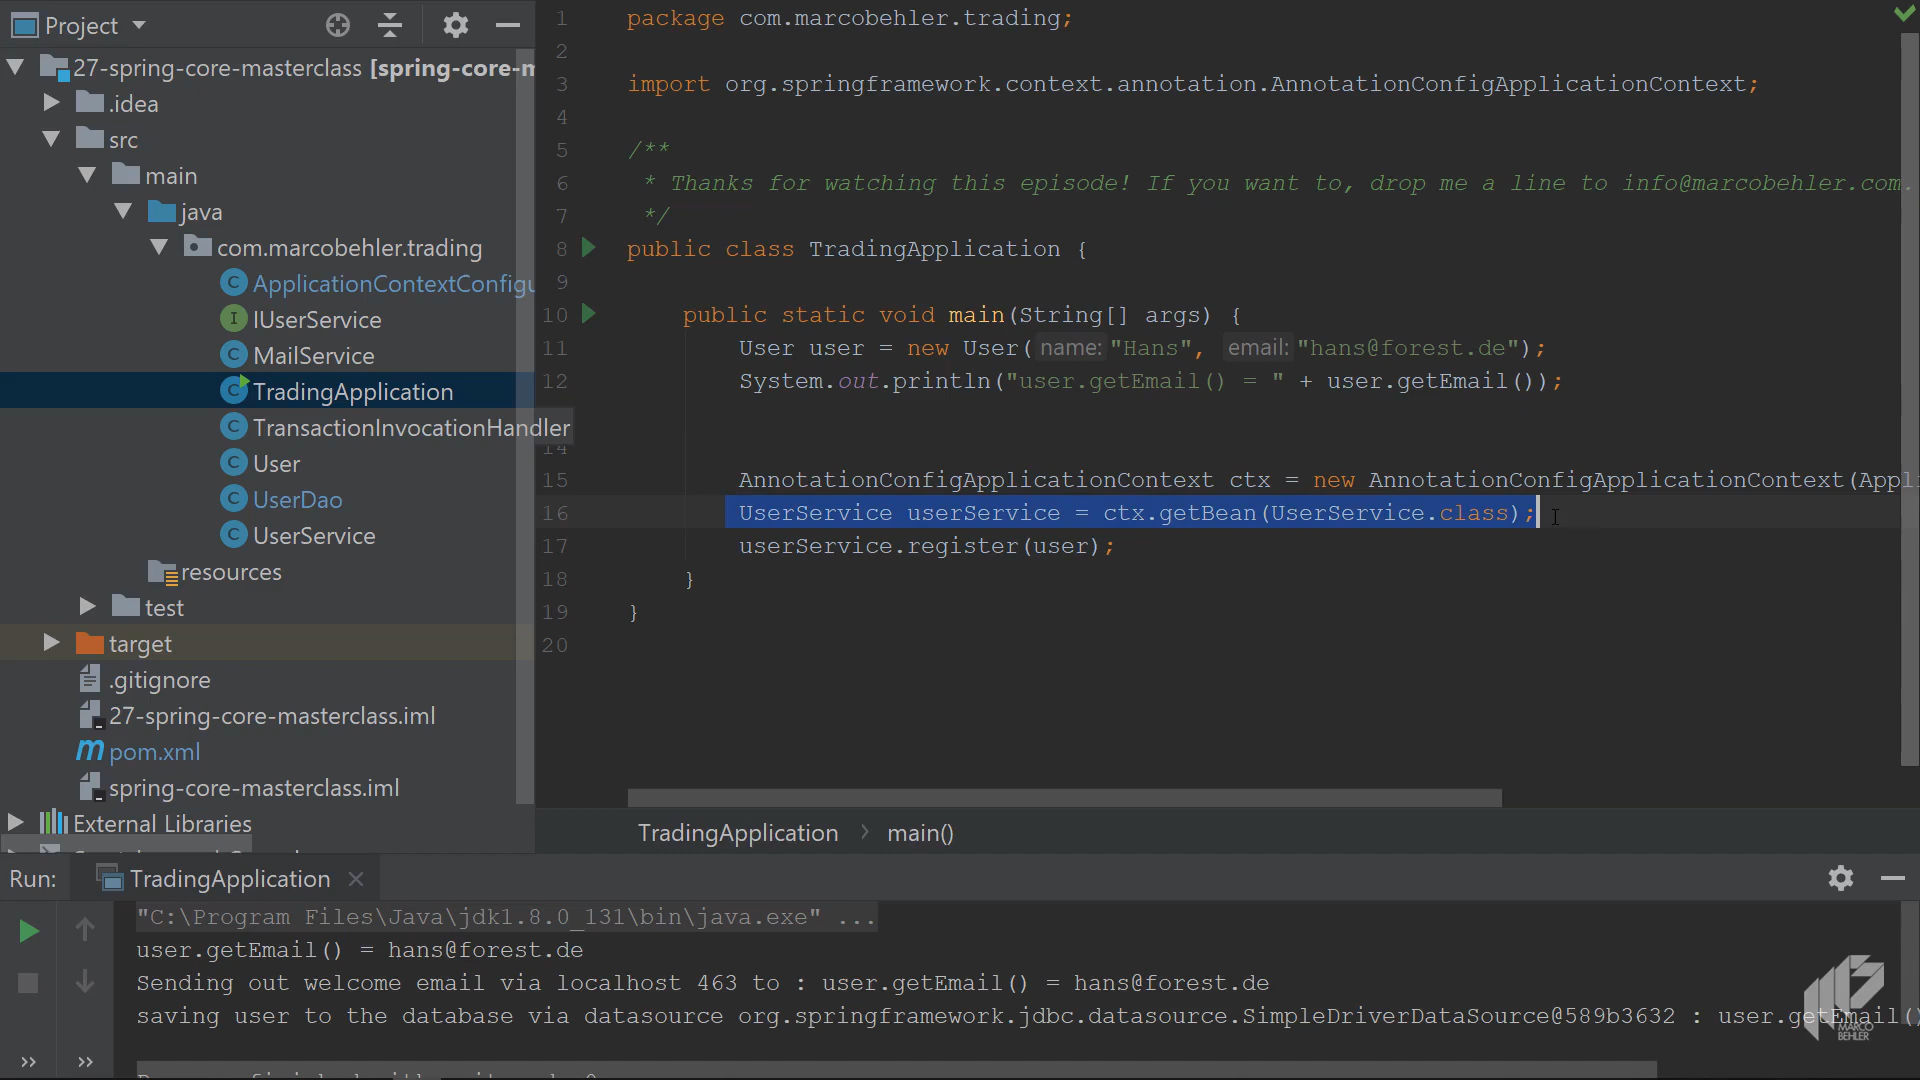 Project
27-spring-core-masterclass [spring-core-m
.idea
src
main
java
com.marcobehler.trading
ApplicationContextConfigu
IUserService
MailService
TradingApplication
TransactionInvocationHandler
User
UserDao
UserService
resources
test
target
.gitignore
27-spring-core-masterclass.iml
pom.xml
spring-core-masterclass.iml
External Libraries
1 package com.marcobehler.trading;
2
3 import org.springframework.context.annotation.AnnotationConfigApplicationContext;
4
5 /**
6 * Thanks for watching this episode! If you want to, drop me a line to info@marcobehler.com.
7 */
8 public class TradingApplication {
9
10 public static void main(String[] args) {
11 User user = new User( name: "Hans", email: "hans@forest.de");
12 System.out.println("user.getEmail() = " + user.getEmail());
14
15 AnnotationConfigApplicationContext ctx = new AnnotationConfigApplicationContext(Appl
16 UserService userService = ctx.getBean(UserService.class);
17 userService.register(user);
18 }
19 }
20
TradingApplication > main()
Run: TradingApplication
"C:\Program Files\Java\jdk1.8.0_131\bin\java.exe" ...
user.getEmail() = hans@forest.de
Sending out welcome email via localhost 463 to : user.getEmail() = hans@forest.de
saving user to the database via datasource org.springframework.jdbc.datasource.SimpleDriverDataSource@589b3632 : user.getEmail()
MARCO
BEHLER